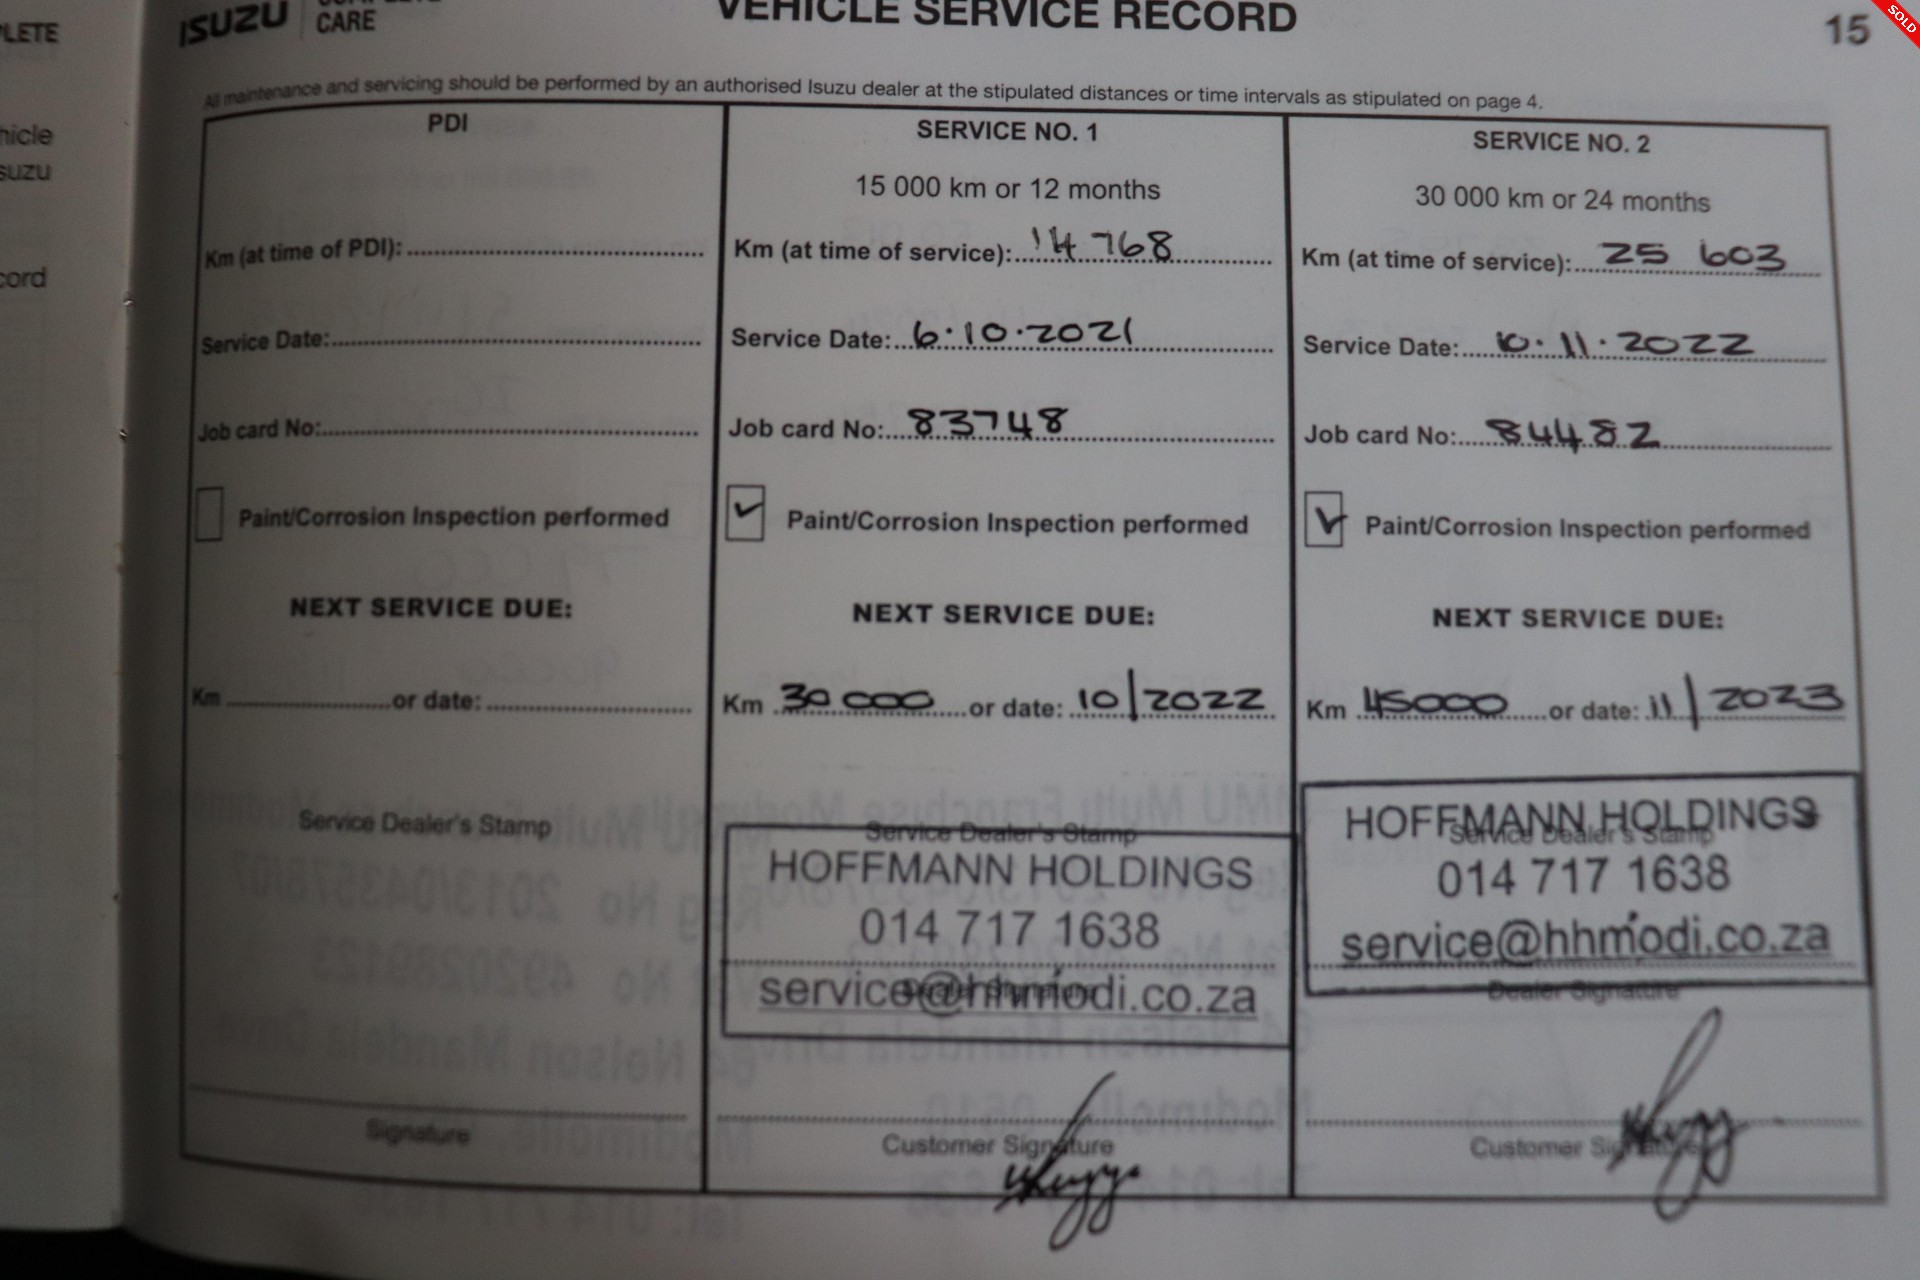 LETE
hicle
suzu
cord
ISUZU
CARE
VEHICLE SERVICE RECORD
15
SOLD
All maintenance and servicing should be performed by an authorised Isuzu dealer at the stipulated distances or time intervals as stipulated on page 4.
PDI
Km (at time of PDI):
Service Date:
Job card No:
Paint/Corrosion Inspection performed
NEXT SERVICE DUE:
Km or date:
Service Dealer's Stamp
Signature
SERVICE NO. 1
15 000 km or 12 months
Km (at time of service): 14 768
Service Date: 6.10.2021
Job card No: 83748
Paint/Corrosion Inspection performed
NEXT SERVICE DUE:
Km 30 000 or date: 10/2022
Service Dealer's Stamp
HOFFMANN HOLDINGS
014 717 1638
service@hhmodi.co.za
Customer Signature
SERVICE NO. 2
30 000 km or 24 months
Km (at time of service): 25 603
Service Date: 10.11.2022
Job card No: 84482
Paint/Corrosion Inspection performed
NEXT SERVICE DUE:
Km 45000 or date: 11/2023
Service Dealer's Stamp
HOFFMANN HOLDINGS
014 717 1638
service@hhmodi.co.za
Dealer Signature
Customer Signature